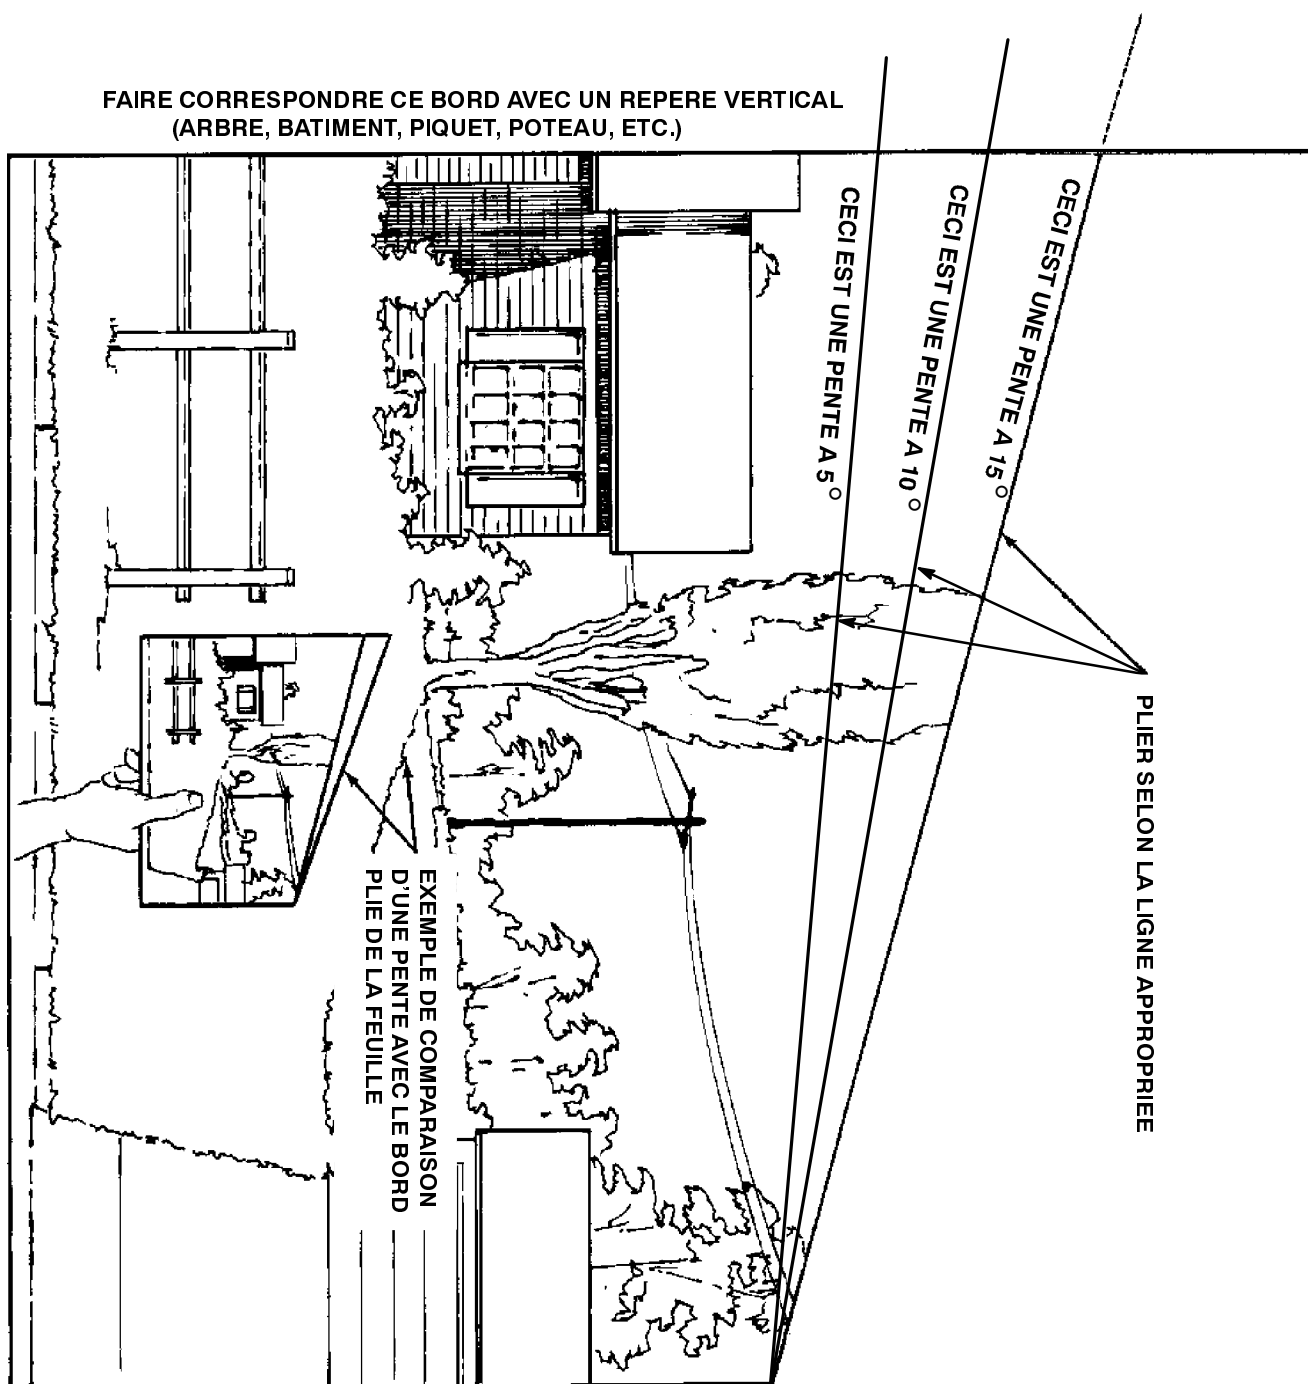 FAIRE CORRESPONDRE CE BORD AVEC UN REPERE VERTICAL
(ARBRE, BATIMENT, PIQUET, POTEAU, ETC.)
CECI EST UNE PENTE A 5°
CECI EST UNE PENTE A 10°
CECI EST UNE PENTE A 15°
PLIER SELON LA LIGNE APPROPRIEE
EXEMPLE DE COMPARAISON
D'UNE PENTE AVEC LE BORD
PLIE DE LA FEUILLE